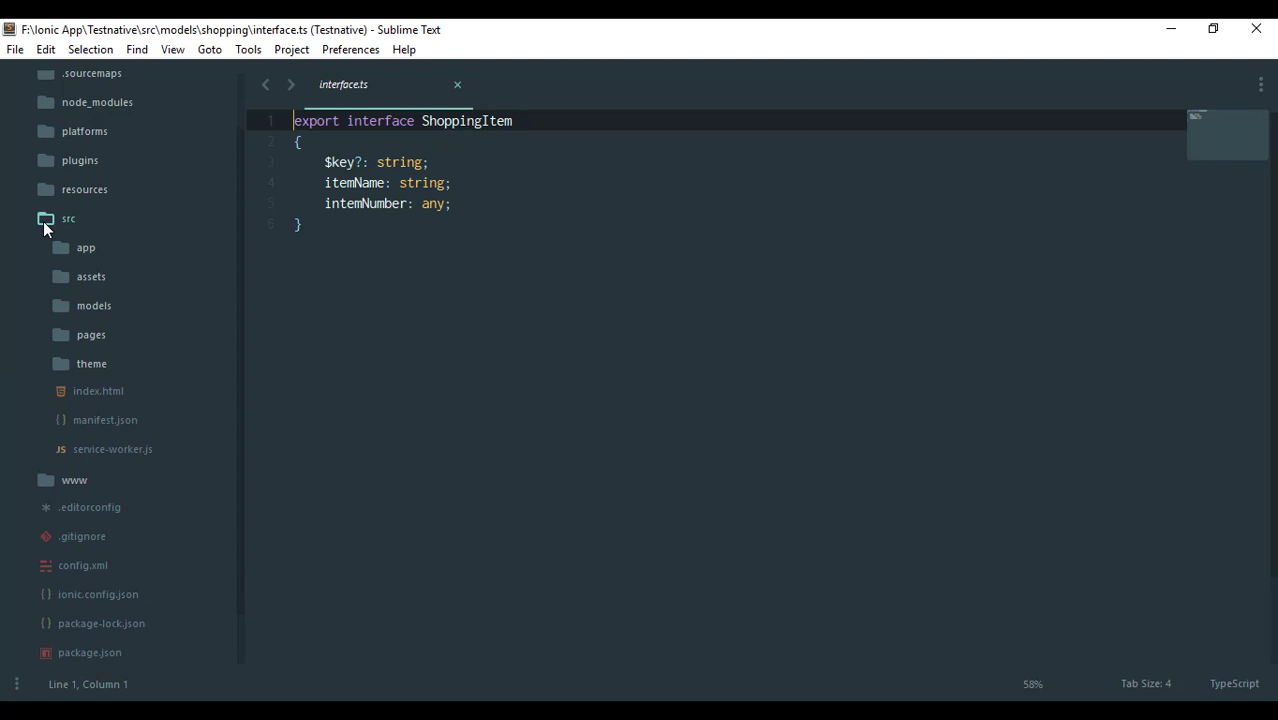 F:\Ionic App\Testnative\src\models\shopping\interface.ts (Testnative) - Sublime Text
File Edit Selection Find View Goto Tools Project Preferences Help
.sourcemaps
node_modules
platforms
plugins
resources
src
app
assets
models
pages
theme
index.html
manifest.json
JS service-worker.js
www
.editorconfig
.gitignore
config.xml
ionic.config.json
package-lock.json
package.json
interface.ts
1 export interface ShoppingItem
2 {
3 $key?: string;
4 itemName: string;
5 intemNumber: any;
6 }
Line 1, Column 1 58% Tab Size: 4 TypeScript